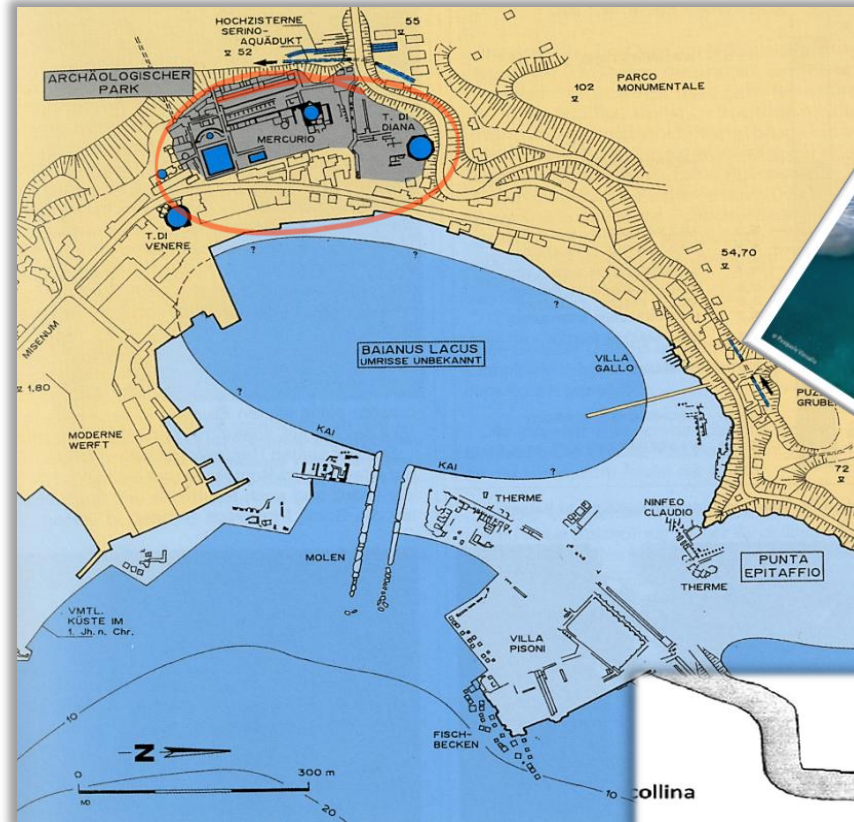 HOCHZISTERNE
SERINO-
AQUÄDUKT
52
55
ARCHÄOLOGISCHER
PARK
102
PARCO
MONUMENTALE
MERCURIO
T. DI
DIANA
T. DI
VENERE
54,70
MISENUM
1,80
BAIANUS LACUS
UMRISSE UNBEKANNT
VILLA
GALLO
?
?
?
?
KAI
KAI
MODERNE
WERFT
72
THERME
NINFEO
CLAUDIO
MOLEN
THERME
PUNTA
EPITAFFIO
VMTL.
KÜSTE IM
1. Jh. n. Chr.
VILLA
PISONI
FISCH-
BECKEN
10
N
0
300 m
10
20
collina